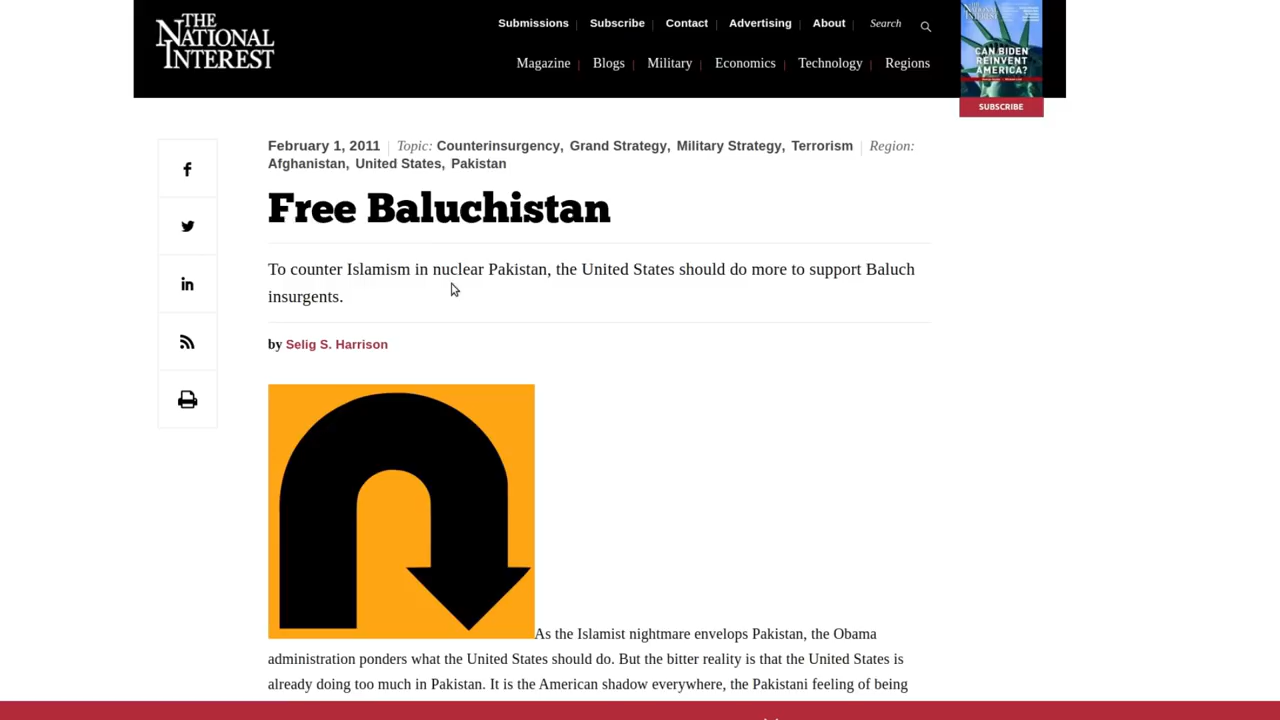 THE
NATIONAL
INTEREST
Submissions
Subscribe
Contact
Advertising
About
Search
Magazine
Blogs
Military
Economics
Technology
Regions
CAN BIDEN
REINVENT
AMERICA?
SUBSCRIBE
February 1, 2011 Topic: Counterinsurgency, Grand Strategy, Military Strategy, Terrorism Region:
Afghanistan, United States, Pakistan
Free Baluchistan
To counter Islamism in nuclear Pakistan, the United States should do more to support Baluch
insurgents.
by Selig S. Harrison
As the Islamist nightmare envelops Pakistan, the Obama
administration ponders what the United States should do. But the bitter reality is that the United States is
already doing too much in Pakistan. It is the American shadow everywhere, the Pakistani feeling of being